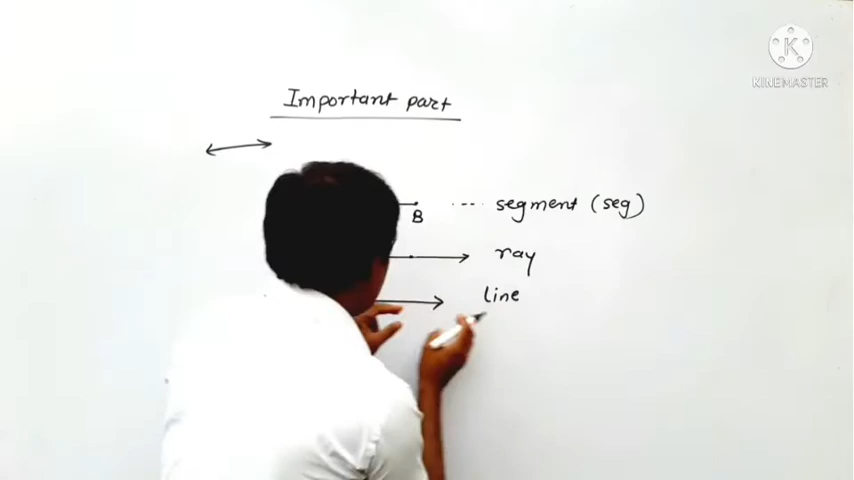 K
KINEMASTER
Important part
B ---- segment (seg)
ray
line